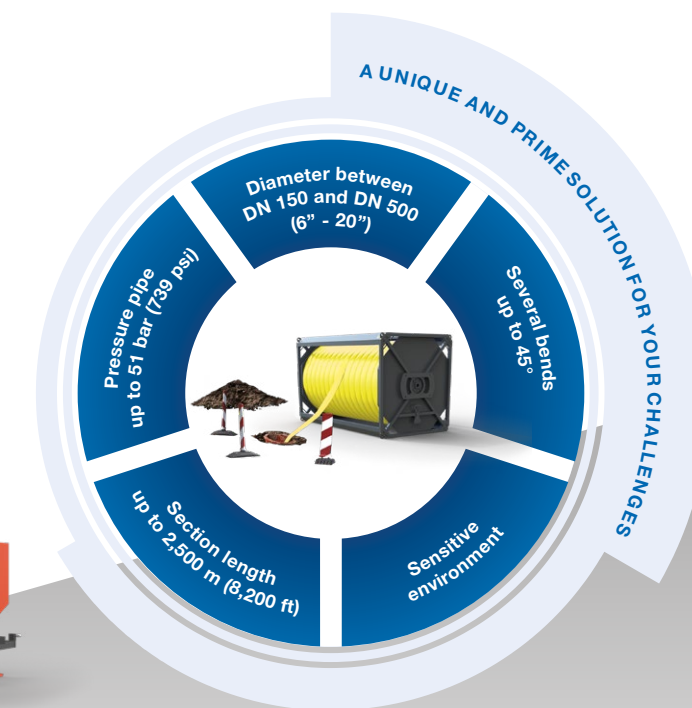 A UNIQUE AND PRIME SOLUTION FOR YOUR CHALLENGES
Diameter between
DN 150 and DN 500
(6” - 20”)
Several bends
up to 45°
Sensitive
environment
Section length
up to 2,500 m (8,200 ft)
Pressure pipe
up to 51 bar (739 psi)